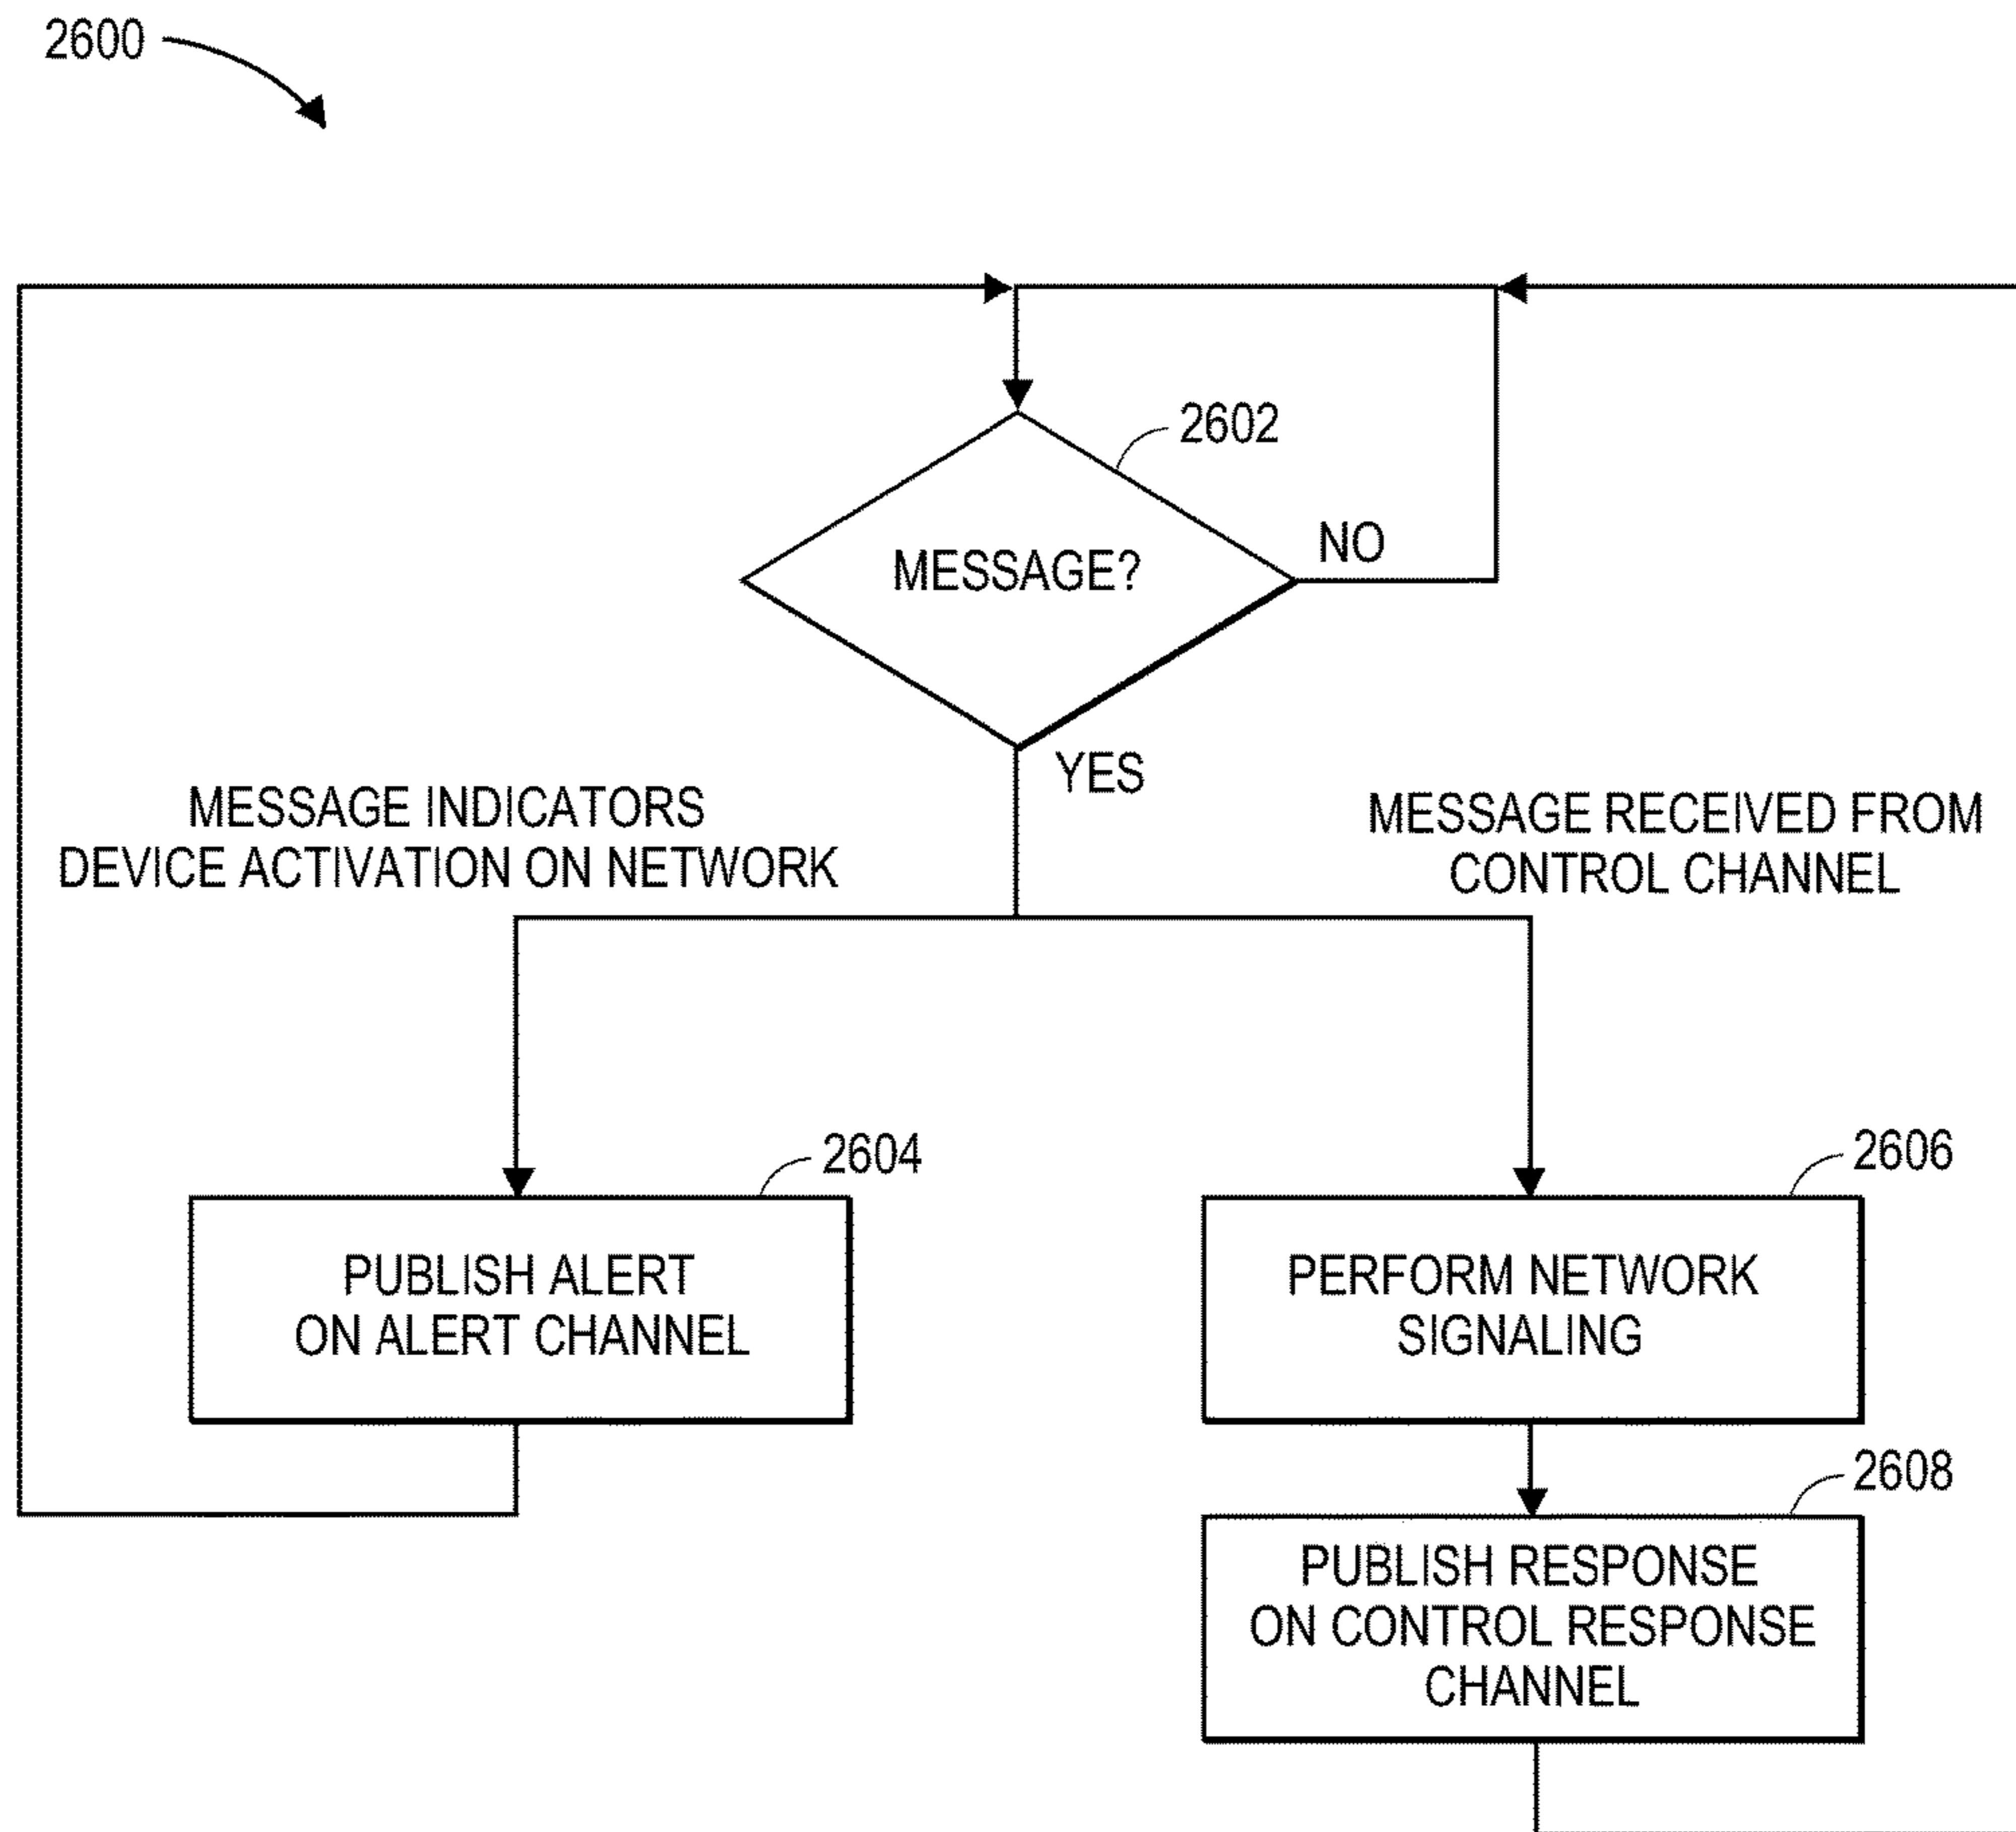 2600
2602
MESSAGE?
NO
YES
MESSAGE INDICATORS
DEVICE ACTIVATION ON NETWORK
MESSAGE RECEIVED FROM
CONTROL CHANNEL
2604
PUBLISH ALERT
ON ALERT CHANNEL
2606
PERFORM NETWORK
SIGNALING
2608
PUBLISH RESPONSE
ON CONTROL RESPONSE
CHANNEL